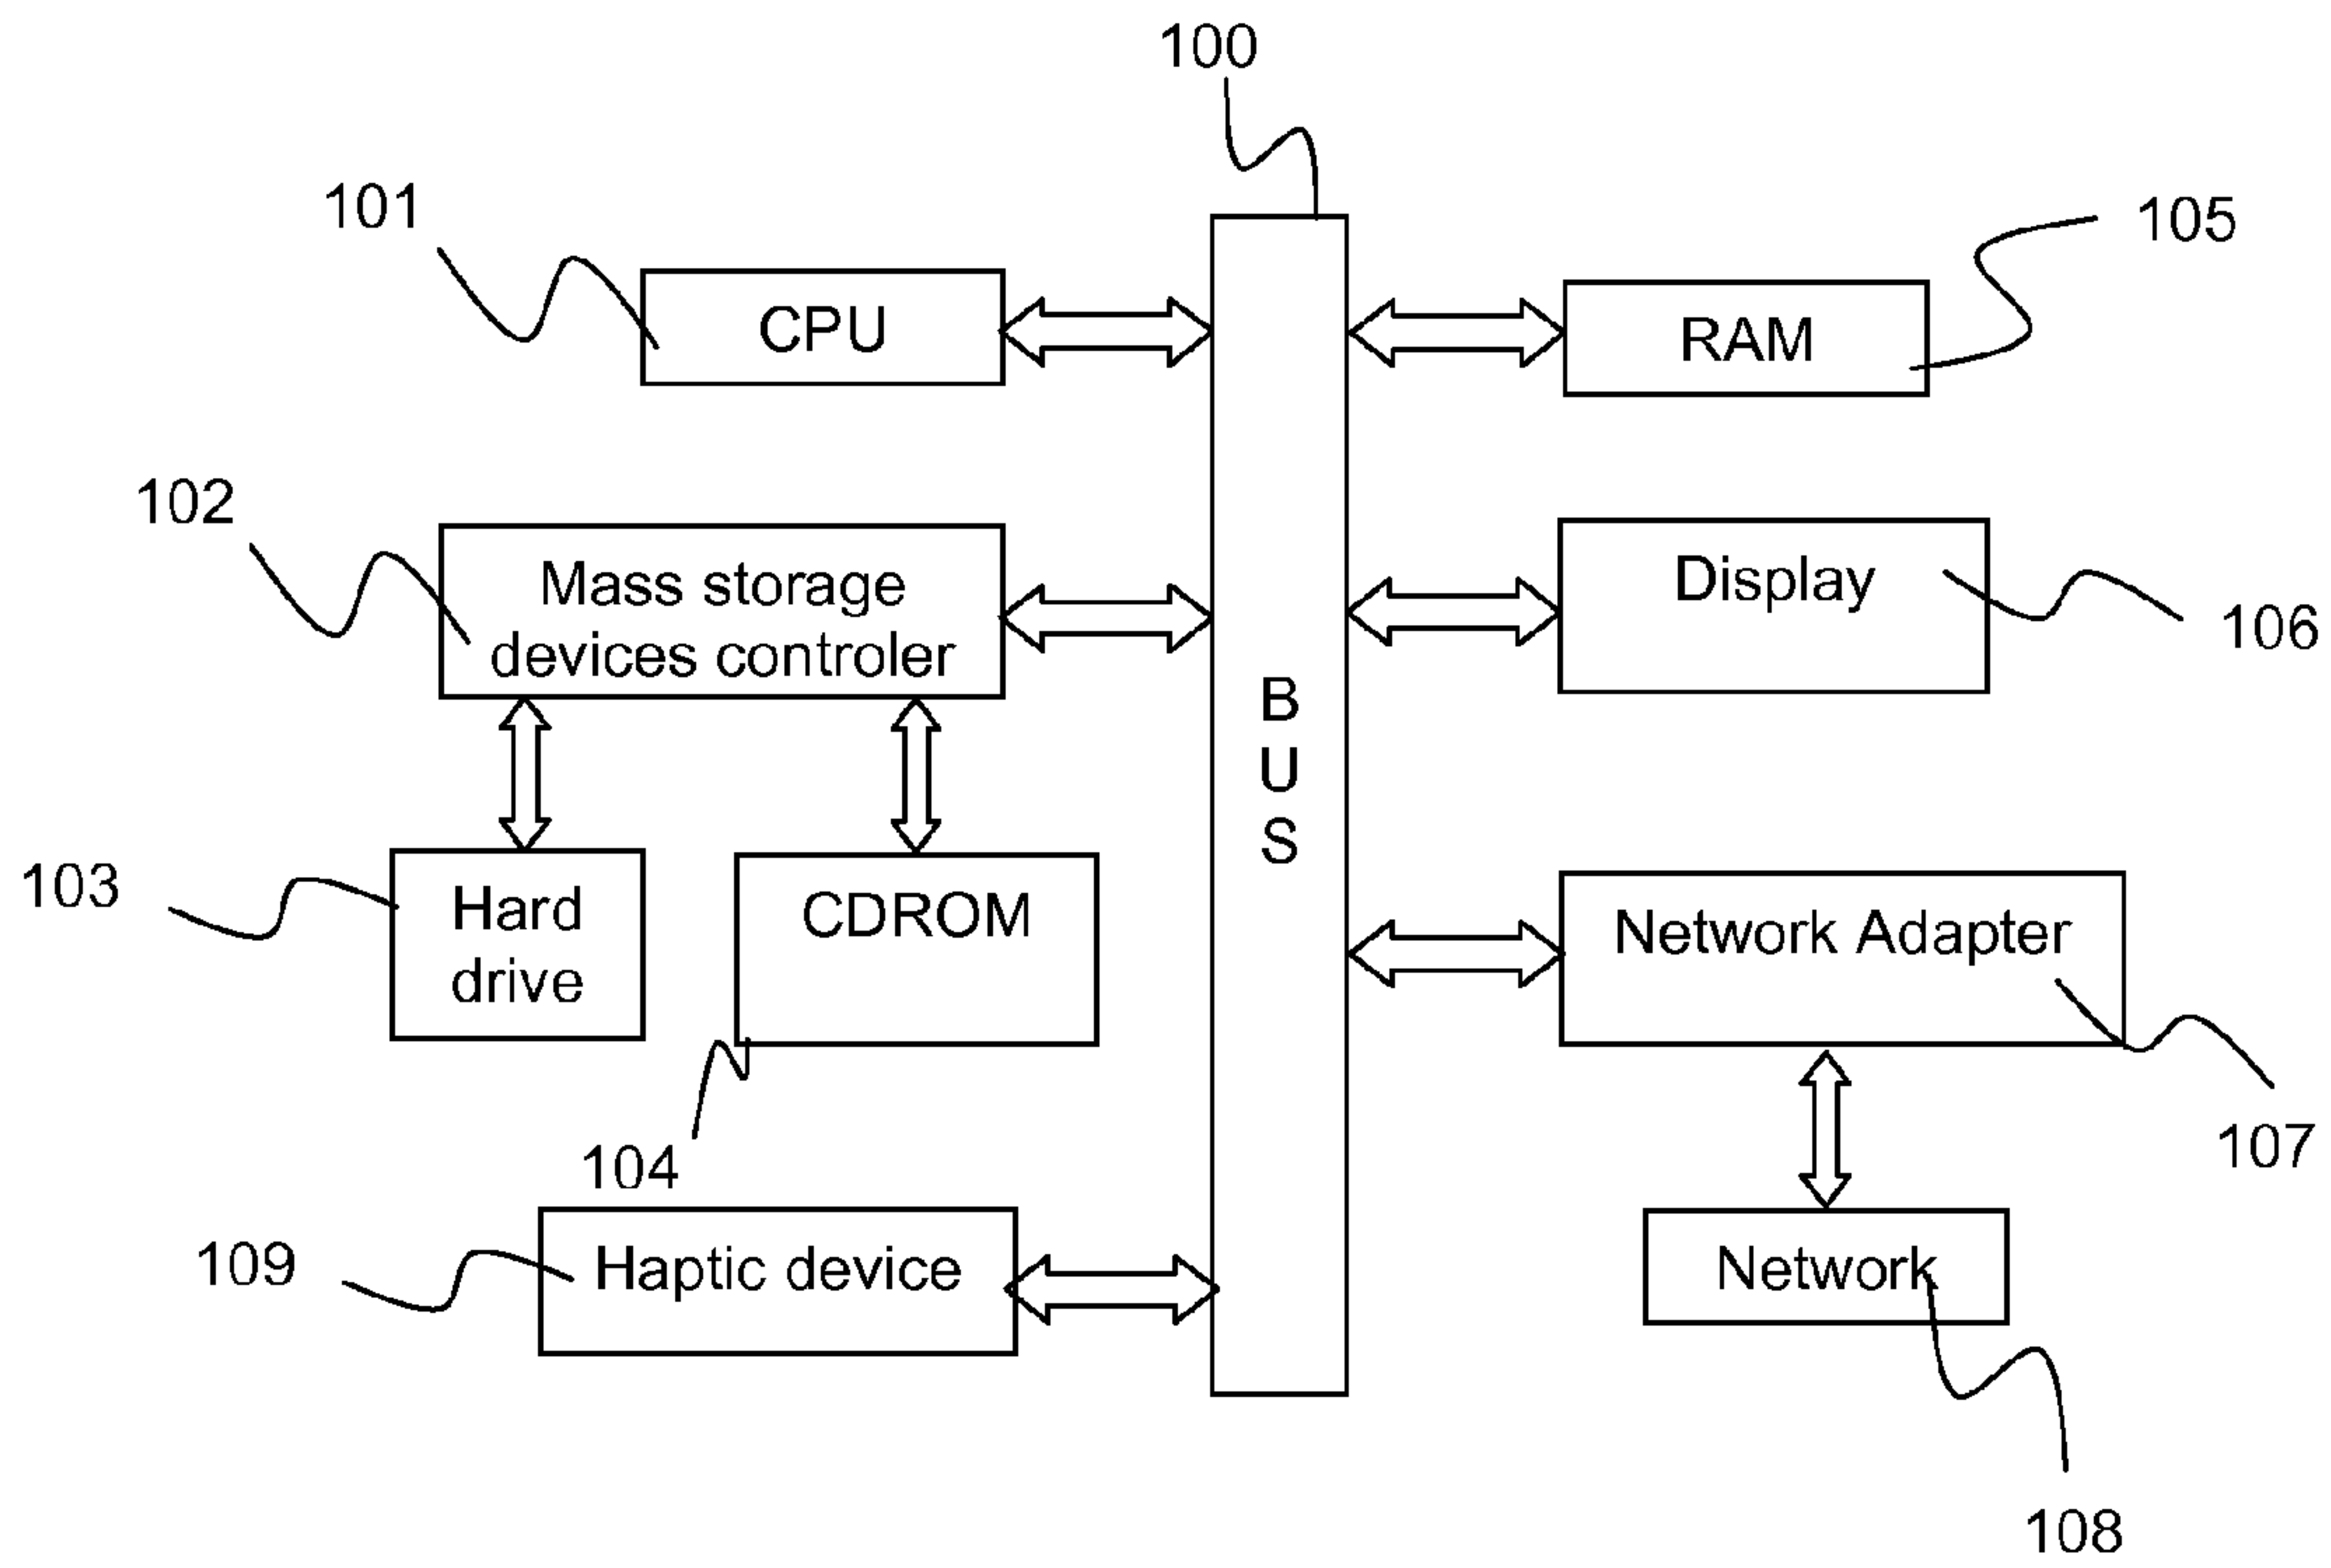 100
101
CPU
RAM
105
102
Mass storage
devices controler
Display
106
B
U
S
103
Hard
drive
CDROM
Network Adapter
104
107
109
Haptic device
Network
108